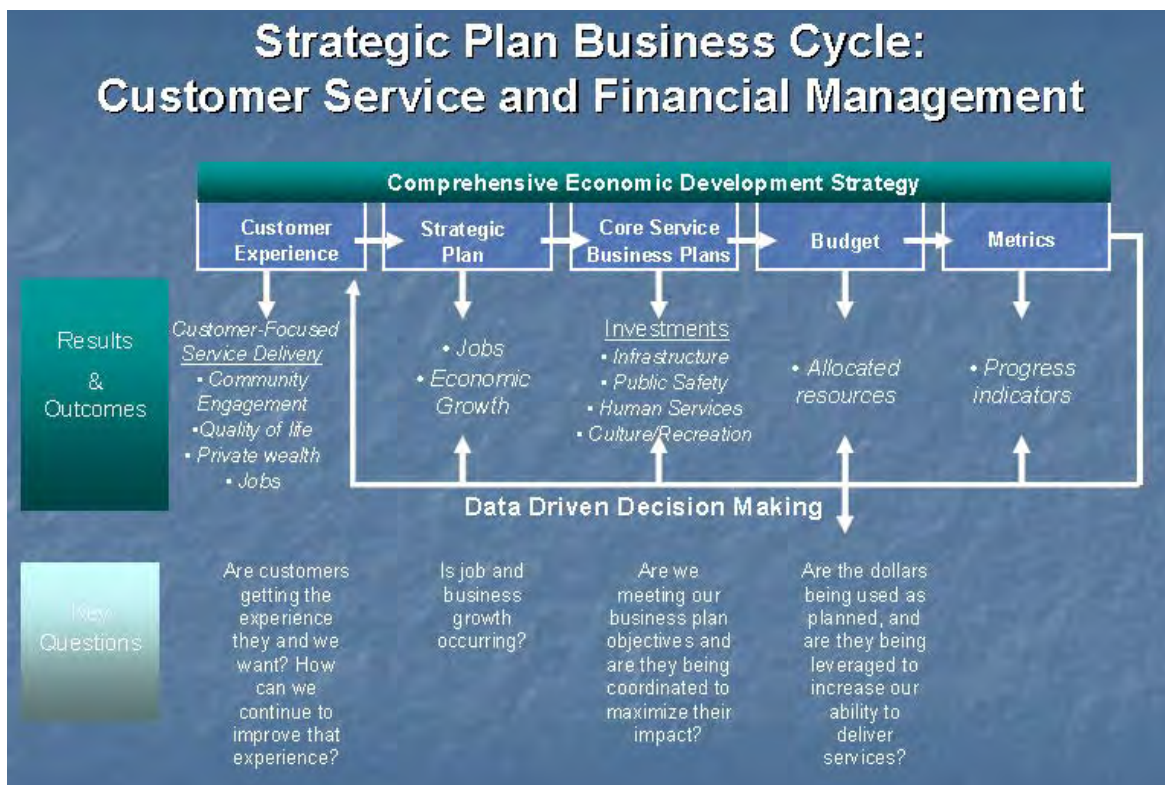 Strategic Plan Business Cycle:
Customer Service and Financial Management
Comprehensive Economic Development Strategy
Customer
Experience
Strategic
Plan
Core Service
Business Plans
Budget
Metrics
Results
&
Outcomes
Customer-Focused
Service Delivery
• Community
Engagement
•Quality of life
• Private wealth
• Jobs
• Jobs
• Economic
Growth
Investments
• Infrastructure
• Public Safety
• Human Services
• Culture/Recreation
• Allocated
resources
• Progress
indicators
Data Driven Decision Making
Key
Questions
Are customers
getting the
experience
they and we
want? How
can we
continue to
improve that
experience?
Is job and
business
growth
occurring?
Are we
meeting our
business plan
objectives and
are they being
coordinated to
maximize their
impact?
Are the dollars
being used as
planned, and
are they being
leveraged to
increase our
ability to
deliver
services?